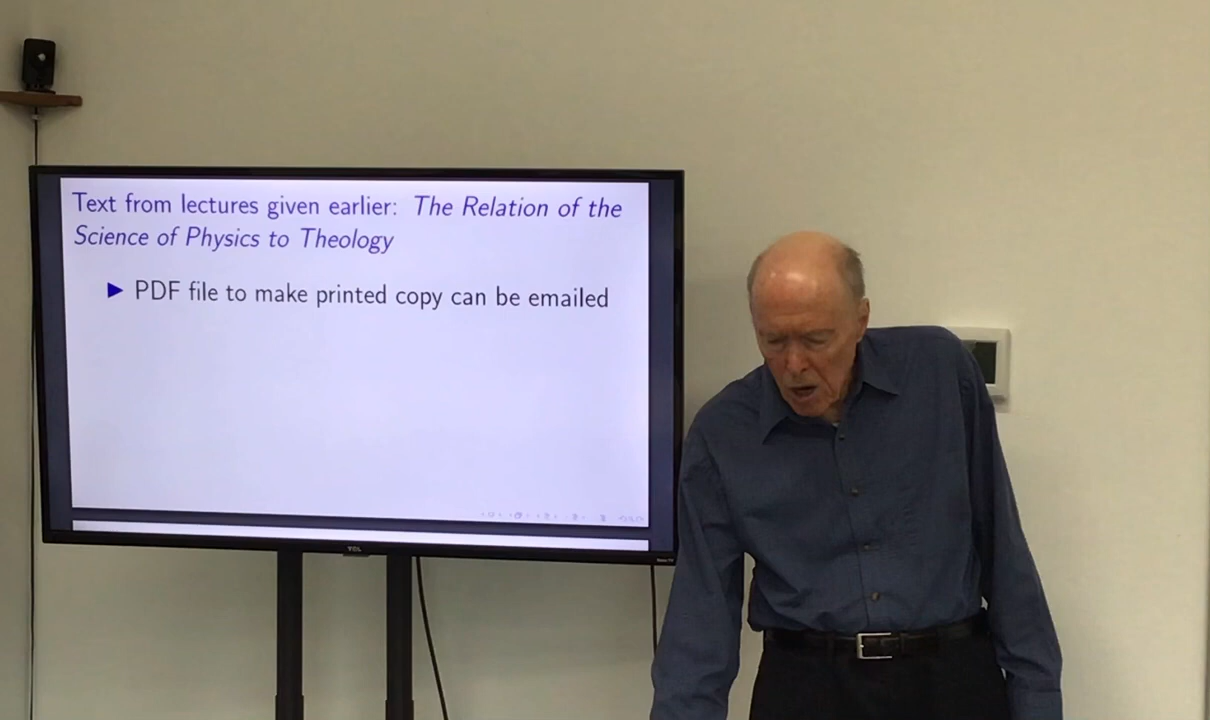 Text from lectures given earlier: The Relation of the
Science of Physics to Theology
▶ PDF file to make printed copy can be emailed
TCL